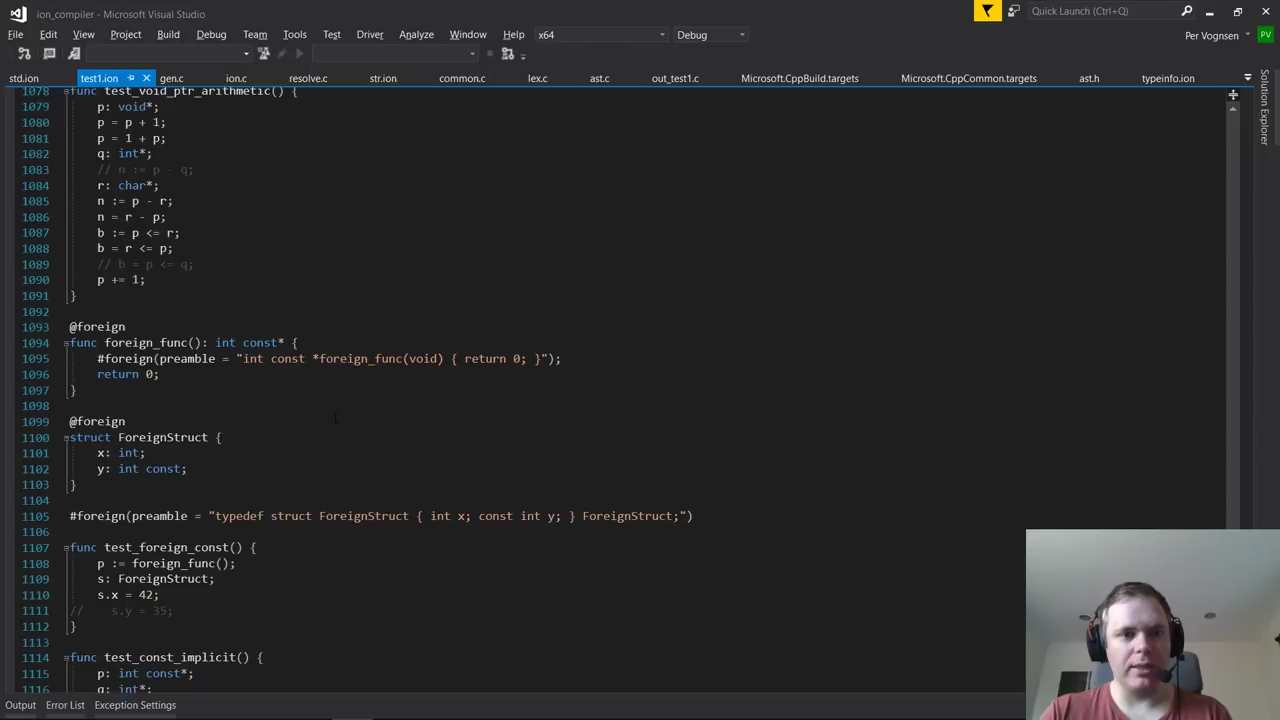 ion_compiler - Microsoft Visual Studio
Quick Launch (Ctrl+Q)
File Edit View Project Build Debug Team Tools Test Driver Analyze Window Help x64 Debug Per Vognsen PV
std.ion test1.ion gen.c ion.c resolve.c str.ion common.c lex.c ast.c out_test1.c Microsoft.CppBuild.targets Microsoft.CppCommon.targets ast.h typeinfo.ion
Solution Explorer
1078 func test_void_ptr_arithmetic() {
1079 p: void*;
1080 p = p + 1;
1081 p = 1 + p;
1082 q: int*;
1083 // n := p - q;
1084 r: char*;
1085 n := p - r;
1086 n = r - p;
1087 b := p <= r;
1088 b = r <= p;
1089 // b = p <= q;
1090 p += 1;
1091 }
1092
1093 @foreign
1094 func foreign_func(): int const* {
1095 #foreign(preamble = "int const *foreign_func(void) { return 0; }");
1096 return 0;
1097 }
1098
1099 @foreign
1100 struct ForeignStruct {
1101 x: int;
1102 y: int const;
1103 }
1104
1105 #foreign(preamble = "typedef struct ForeignStruct { int x; const int y; } ForeignStruct;")
1106
1107 func test_foreign_const() {
1108 p := foreign_func();
1109 s: ForeignStruct;
1110 s.x = 42;
1111 // s.y = 35;
1112 }
1113
1114 func test_const_implicit() {
1115 p: int const*;
1116 q: int*;
Output Error List Exception Settings